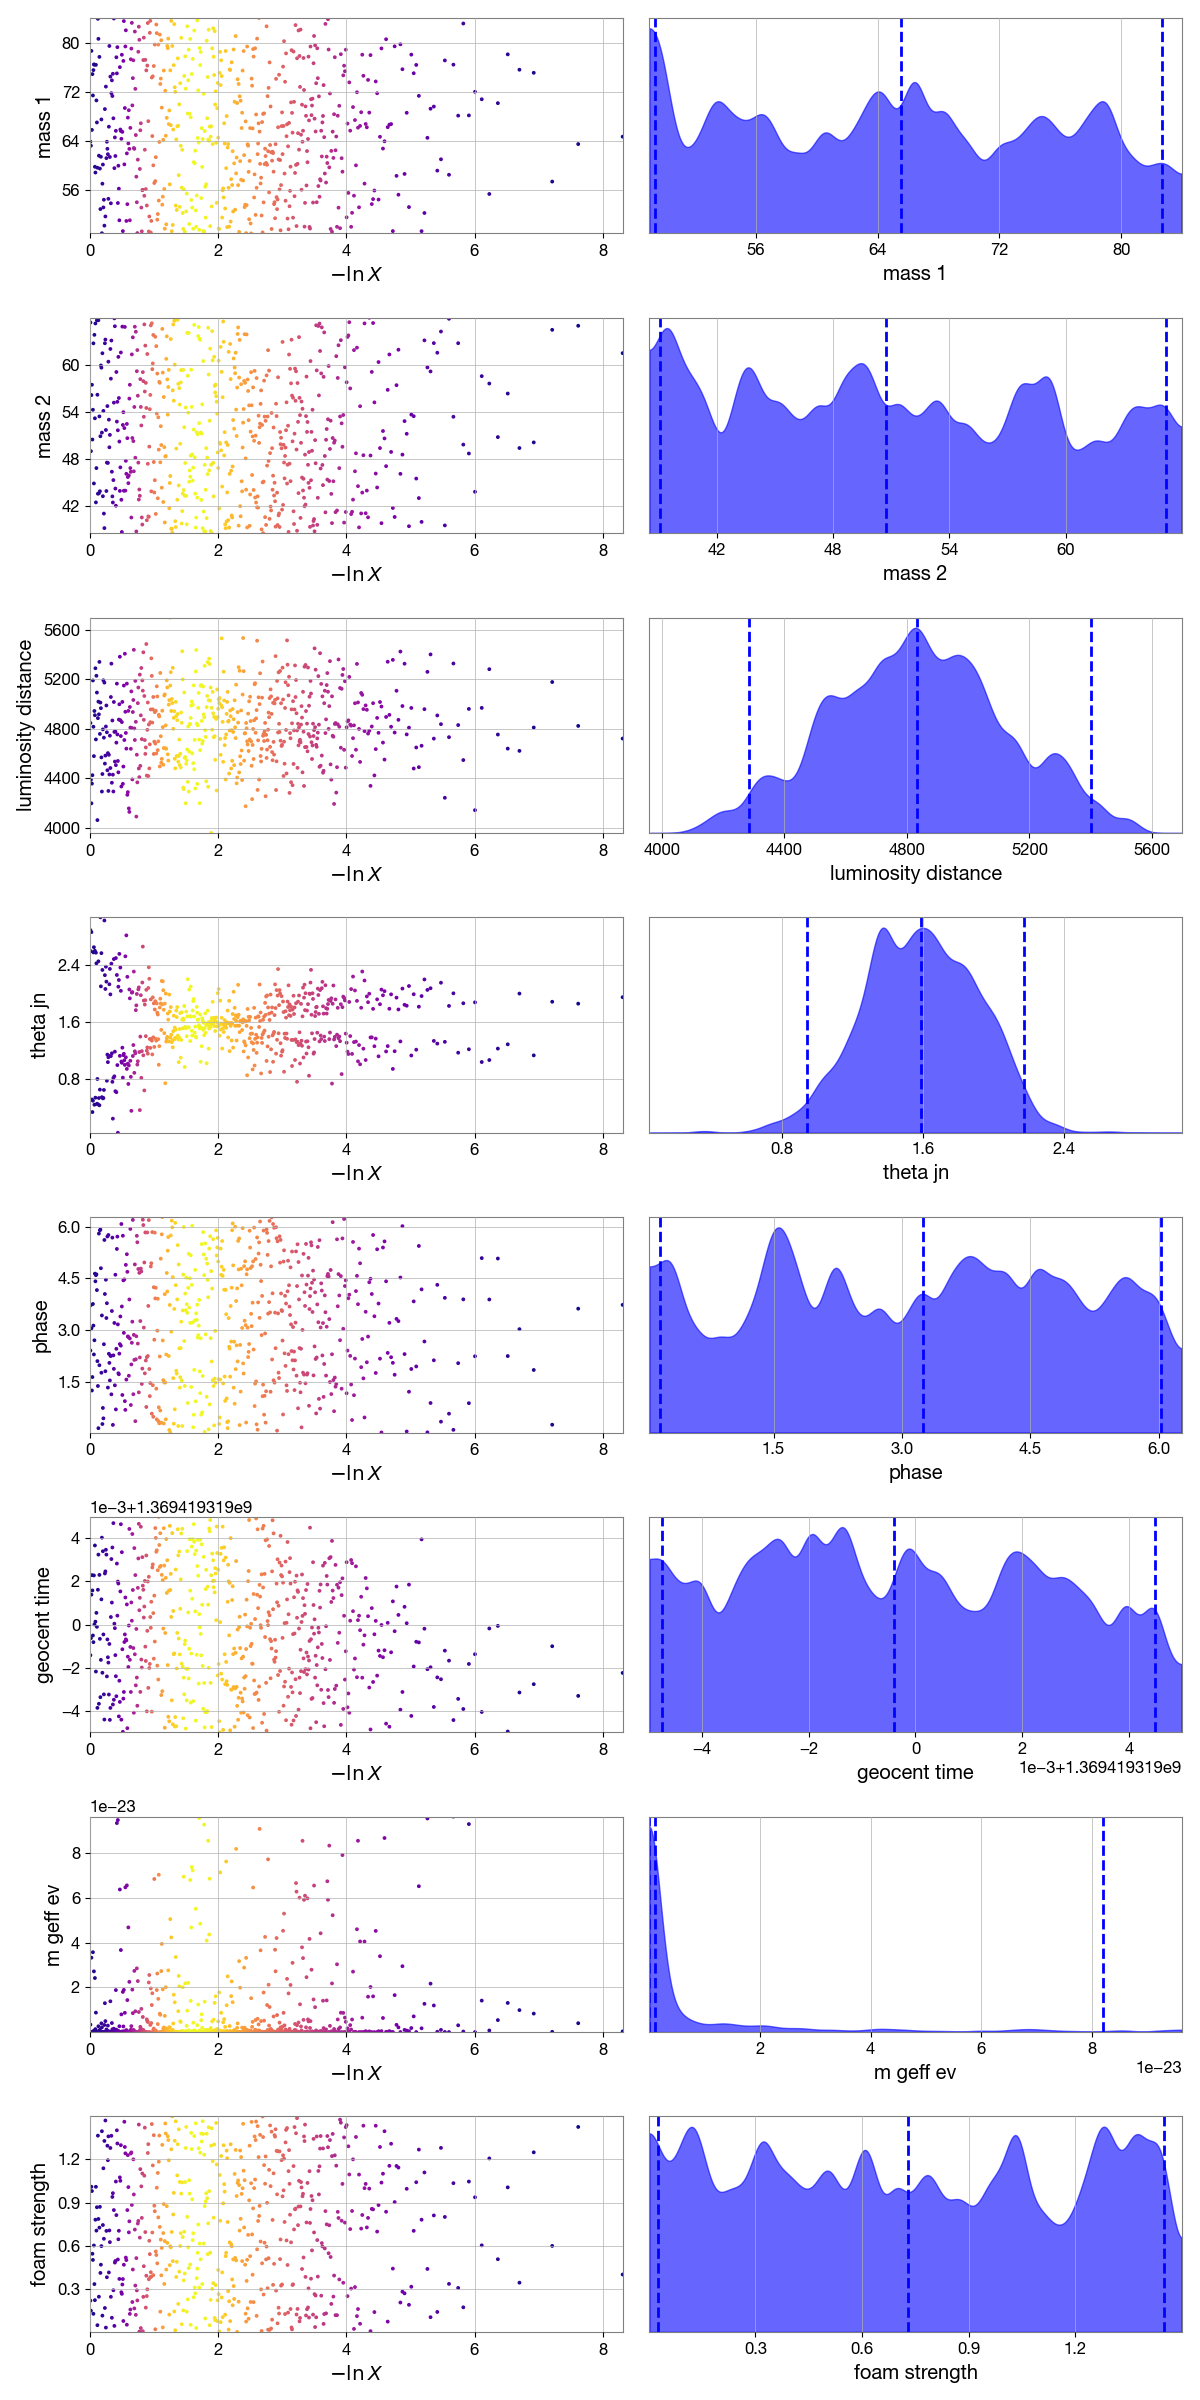 80
72
64
56
mass 1
0 2 4 6 8
−ln X
56 64 72 80
mass 1
60
54
48
42
mass 2
0 2 4 6 8
−ln X
42 48 54 60
mass 2
5600
5200
4800
4400
4000
luminosity distance
0 2 4 6 8
−ln X
4000 4400 4800 5200 5600
luminosity distance
2.4
1.6
0.8
theta jn
0 2 4 6 8
−ln X
0.8 1.6 2.4
theta jn
6.0
4.5
3.0
1.5
phase
0 2 4 6 8
−ln X
1.5 3.0 4.5 6.0
phase
1e−3+1.369419319e9
4
2
0
−2
−4
geocent time
0 2 4 6 8
−ln X
−4 −2 0 2 4
1e−3+1.369419319e9
geocent time
1e−23
8
6
4
2
m geff ev
0 2 4 6 8
−ln X
2 4 6 8
1e−23
m geff ev
1.2
0.9
0.6
0.3
foam strength
0 2 4 6 8
−ln X
0.3 0.6 0.9 1.2
foam strength